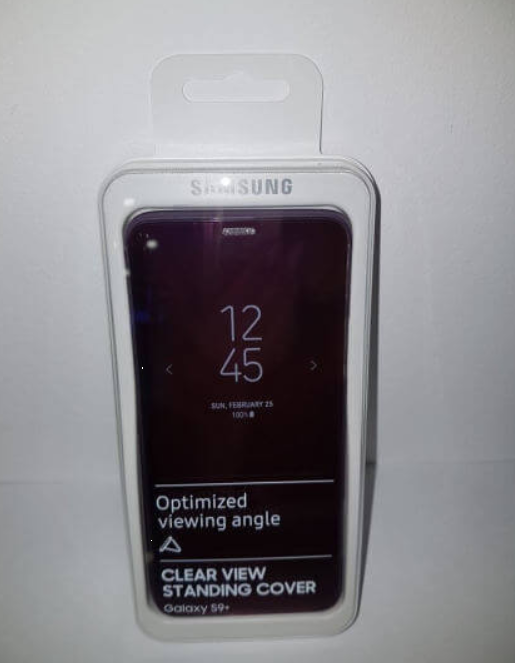 SAMSUNG
12
45
SUN, FEBRUARY 25
100%
Optimized
viewing angle
CLEAR VIEW
STANDING COVER
Galaxy S9+